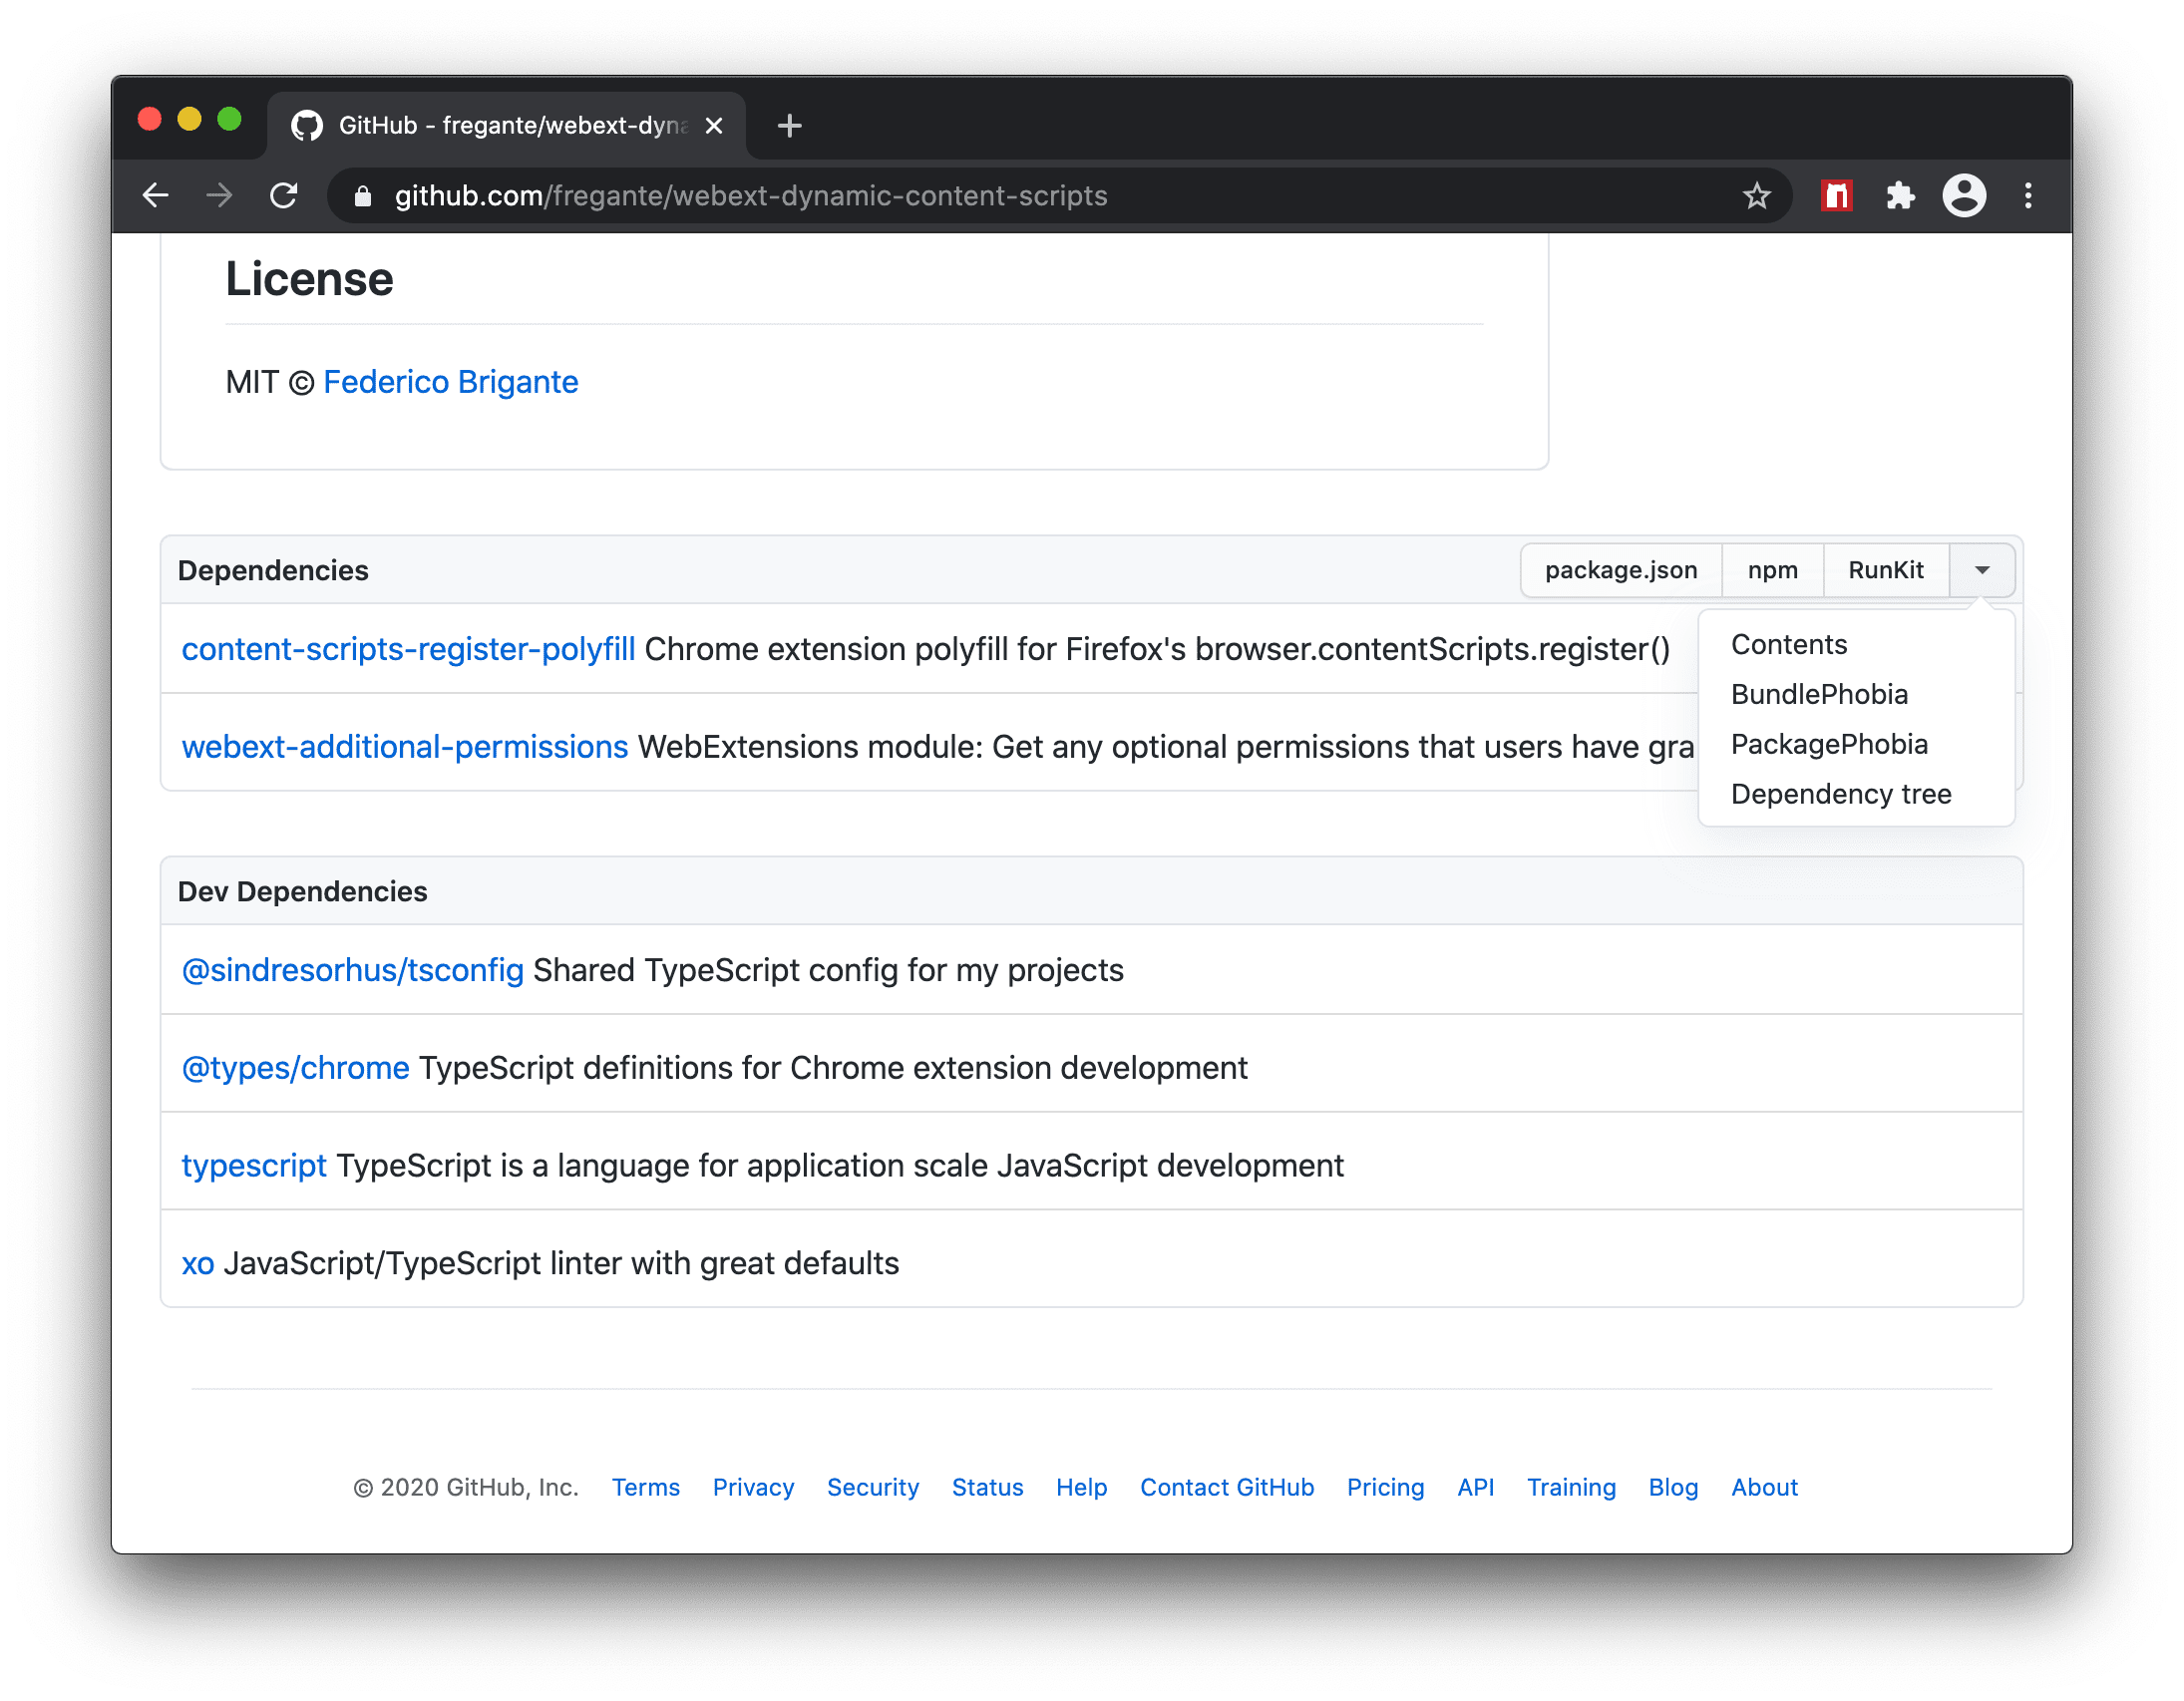 GitHub - fregante/webext-dyna
github.com/fregante/webext-dynamic-content-scripts
License
MIT © Federico Brigante
Dependencies package.json npm RunKit
content-scripts-register-polyfill Chrome extension polyfill for Firefox's browser.contentScripts.register()
webext-additional-permissions WebExtensions module: Get any optional permissions that users have gra
Contents
BundlePhobia
PackagePhobia
Dependency tree
Dev Dependencies
@sindresorhus/tsconfig Shared TypeScript config for my projects
@types/chrome TypeScript definitions for Chrome extension development
typescript TypeScript is a language for application scale JavaScript development
xo JavaScript/TypeScript linter with great defaults
© 2020 GitHub, Inc. Terms Privacy Security Status Help Contact GitHub Pricing API Training Blog About